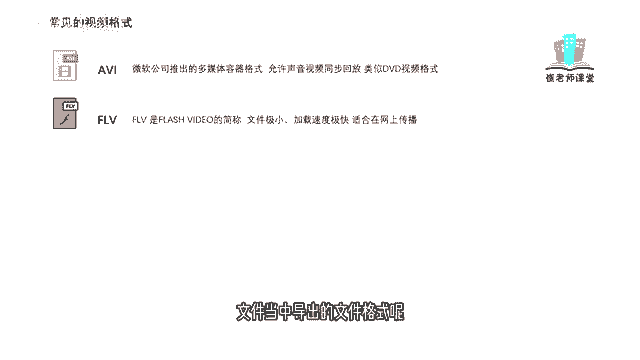 常见的视频格式
AVI 微软公司推出的多媒体容器格式 允许声音视频同步回放 类似DVD视频格式
FLV FLV 是FLASH VIDEO的简称 文件极小、加载速度极快 适合在网上传播
崔老师课堂
文件当中导出的文件格式呢